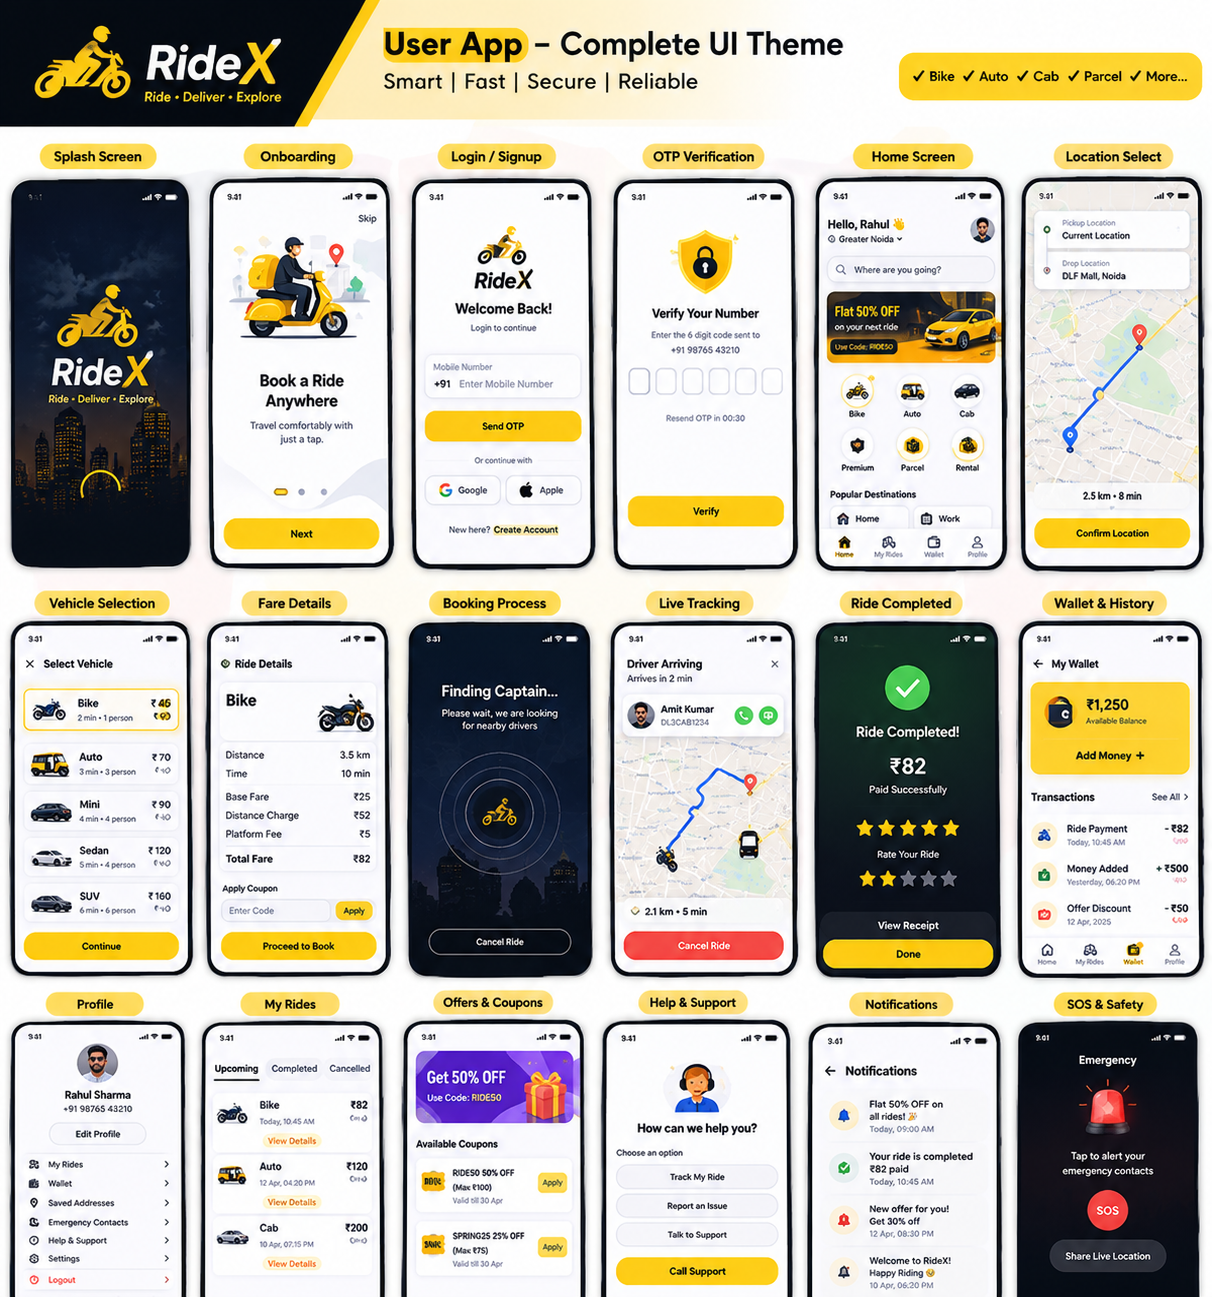 RideX
Ride • Deliver • Explore
User App – Complete UI Theme
Smart | Fast | Secure | Reliable
✓ Bike ✓ Auto ✓ Cab ✓ Parcel ✓ More...
Splash Screen
RideX
Ride • Deliver • Explore
Onboarding
9:41
Skip
Book a Ride
Anywhere
Travel comfortably with
just a tap.
Next
Login / Signup
9:41
RideX
Welcome Back!
Login to continue
Mobile Number
+91 Enter Mobile Number
Send OTP
Or continue with
Google
Apple
New here? Create Account
OTP Verification
9:41
Verify Your Number
Enter the 6 digit code sent to
+91 98765 43210
Resend OTP in 00:30
Verify
Home Screen
9:41
Hello, Rahul 👋
Greater Noida
Where are you going?
Flat 50% OFF
on your next ride
Use Code: RIDE50
Bike
Auto
Cab
Premium
Parcel
Rental
Popular Destinations
Home
Work
Home
My Rides
Wallet
Profile
Location Select
9:41
Pickup Location
Current Location
Drop Location
DLF Mall, Noida
2.5 km • 8 min
Confirm Location
Vehicle Selection
9:41
Select Vehicle
Bike
₹ 45
2 min • 1 person
Auto
₹ 70
3 min • 3 person
Mini
₹ 90
4 min • 4 person
Sedan
₹ 120
5 min • 4 person
SUV
₹ 160
6 min • 6 person
Continue
Fare Details
9:41
Ride Details
Bike
Distance 3.5 km
Time 10 min
Base Fare ₹25
Distance Charge ₹52
Platform Fee ₹5
Total Fare ₹82
Apply Coupon
Enter Code
Apply
Proceed to Book
Booking Process
9:41
Finding Captain...
Please wait, we are looking
for nearby drivers
Cancel Ride
Live Tracking
9:41
Driver Arriving
Arrives in 2 min
Amit Kumar
DL3CAB1234
2.1 km • 5 min
Cancel Ride
Ride Completed
9:41
Ride Completed!
₹82
Paid Successfully
Rate Your Ride
View Receipt
Done
Wallet & History
9:41
My Wallet
₹1,250
Available Balance
Add Money +
Transactions
See All >
Ride Payment - ₹82
Today, 10:45 AM
Money Added + ₹500
Yesterday, 06:20 PM
Offer Discount - ₹50
12 Apr, 2025
Home
My Rides
Wallet
Profile
Profile
9:41
Rahul Sharma
+91 98765 43210
Edit Profile
My Rides
Wallet
Saved Addresses
Emergency Contacts
Help & Support
Settings
Logout
My Rides
9:41
Upcoming
Completed
Cancelled
Bike ₹82
Today, 10:45 AM
View Details
Auto ₹120
12 Apr, 04:20 PM
View Details
Cab ₹200
10 Apr, 07:15 PM
View Details
Offers & Coupons
9:41
Get 50% OFF
Use Code: RIDE50
Available Coupons
RIDE50 50% OFF
(Max ₹100)
Valid till 30 Apr
Apply
SPRING25 25% OFF
(Max ₹75)
Valid till 30 Apr
Apply
Help & Support
9:41
How can we help you?
Choose an option
Track My Ride
Report an Issue
Talk to Support
Call Support
Notifications
9:41
Notifications
Flat 50% OFF on
all rides! 🎉
Today, 09:00 AM
Your ride is completed
₹82 paid
Today, 10:45 AM
New offer for you!
Get 30% off
12 Apr, 08:30 PM
Welcome to RideX!
Happy Riding 😊
10 Apr, 06:20 PM
SOS & Safety
Emergency
Tap to alert your
emergency contacts
SOS
Share Live Location